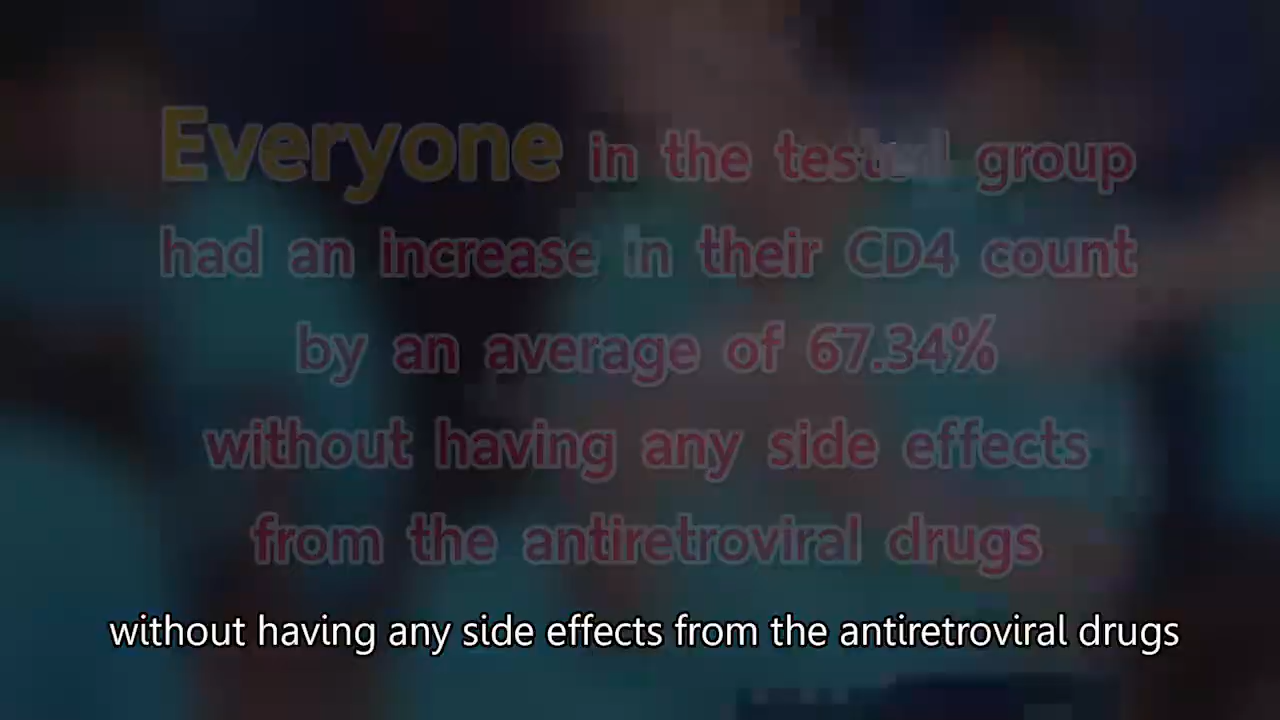 Everyone in the tested group
had an increase in their CD4 count
by an average of 67.34%
without having any side effects
from the antiretroviral drugs
without having any side effects from the antiretroviral drugs